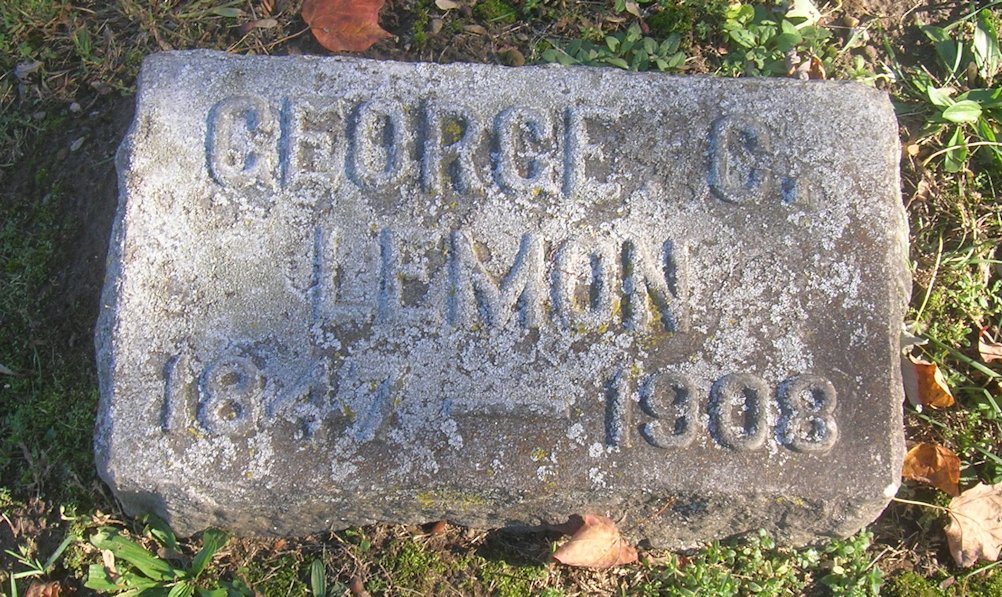 GEORGE C.
LEMON
1847 — 1908